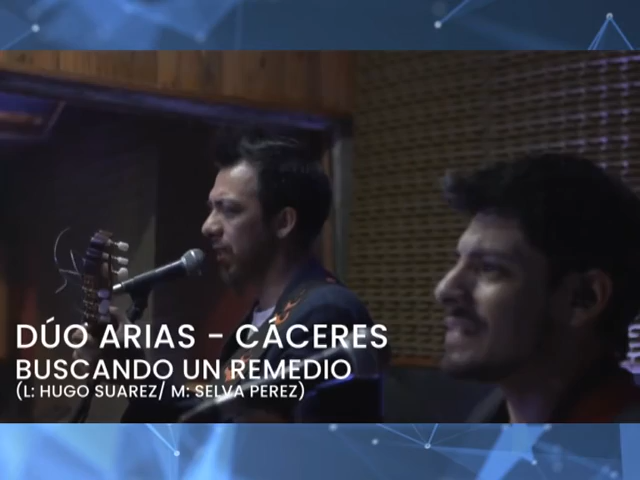 DÚO ARIAS - CÁCERES
BUSCANDO UN REMEDIO
(L: HUGO SUAREZ/ M: SELVA PEREZ)